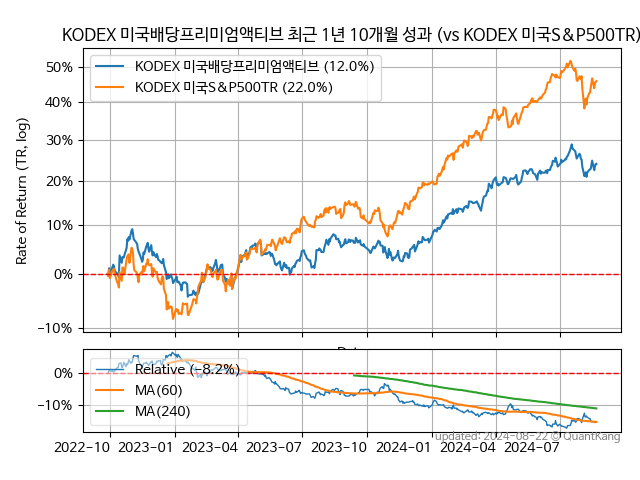 KODEX 미국배당프리미엄액티브 최근 1년 10개월 성과 (vs KODEX 미국S&P500TR)
KODEX 미국배당프리미엄액티브 (12.0%)
KODEX 미국S&P500TR (22.0%)
Rate of Return (TR, log)
50%
40%
30%
20%
10%
0%
−10%
Relative (−8.2%)
MA(60)
MA(240)
0%
−10%
2022-10 2023-01 2023-04 2023-07 2023-10 2024-01 2024-04 2024-07
updated: 2024-08-22 © QuantKang